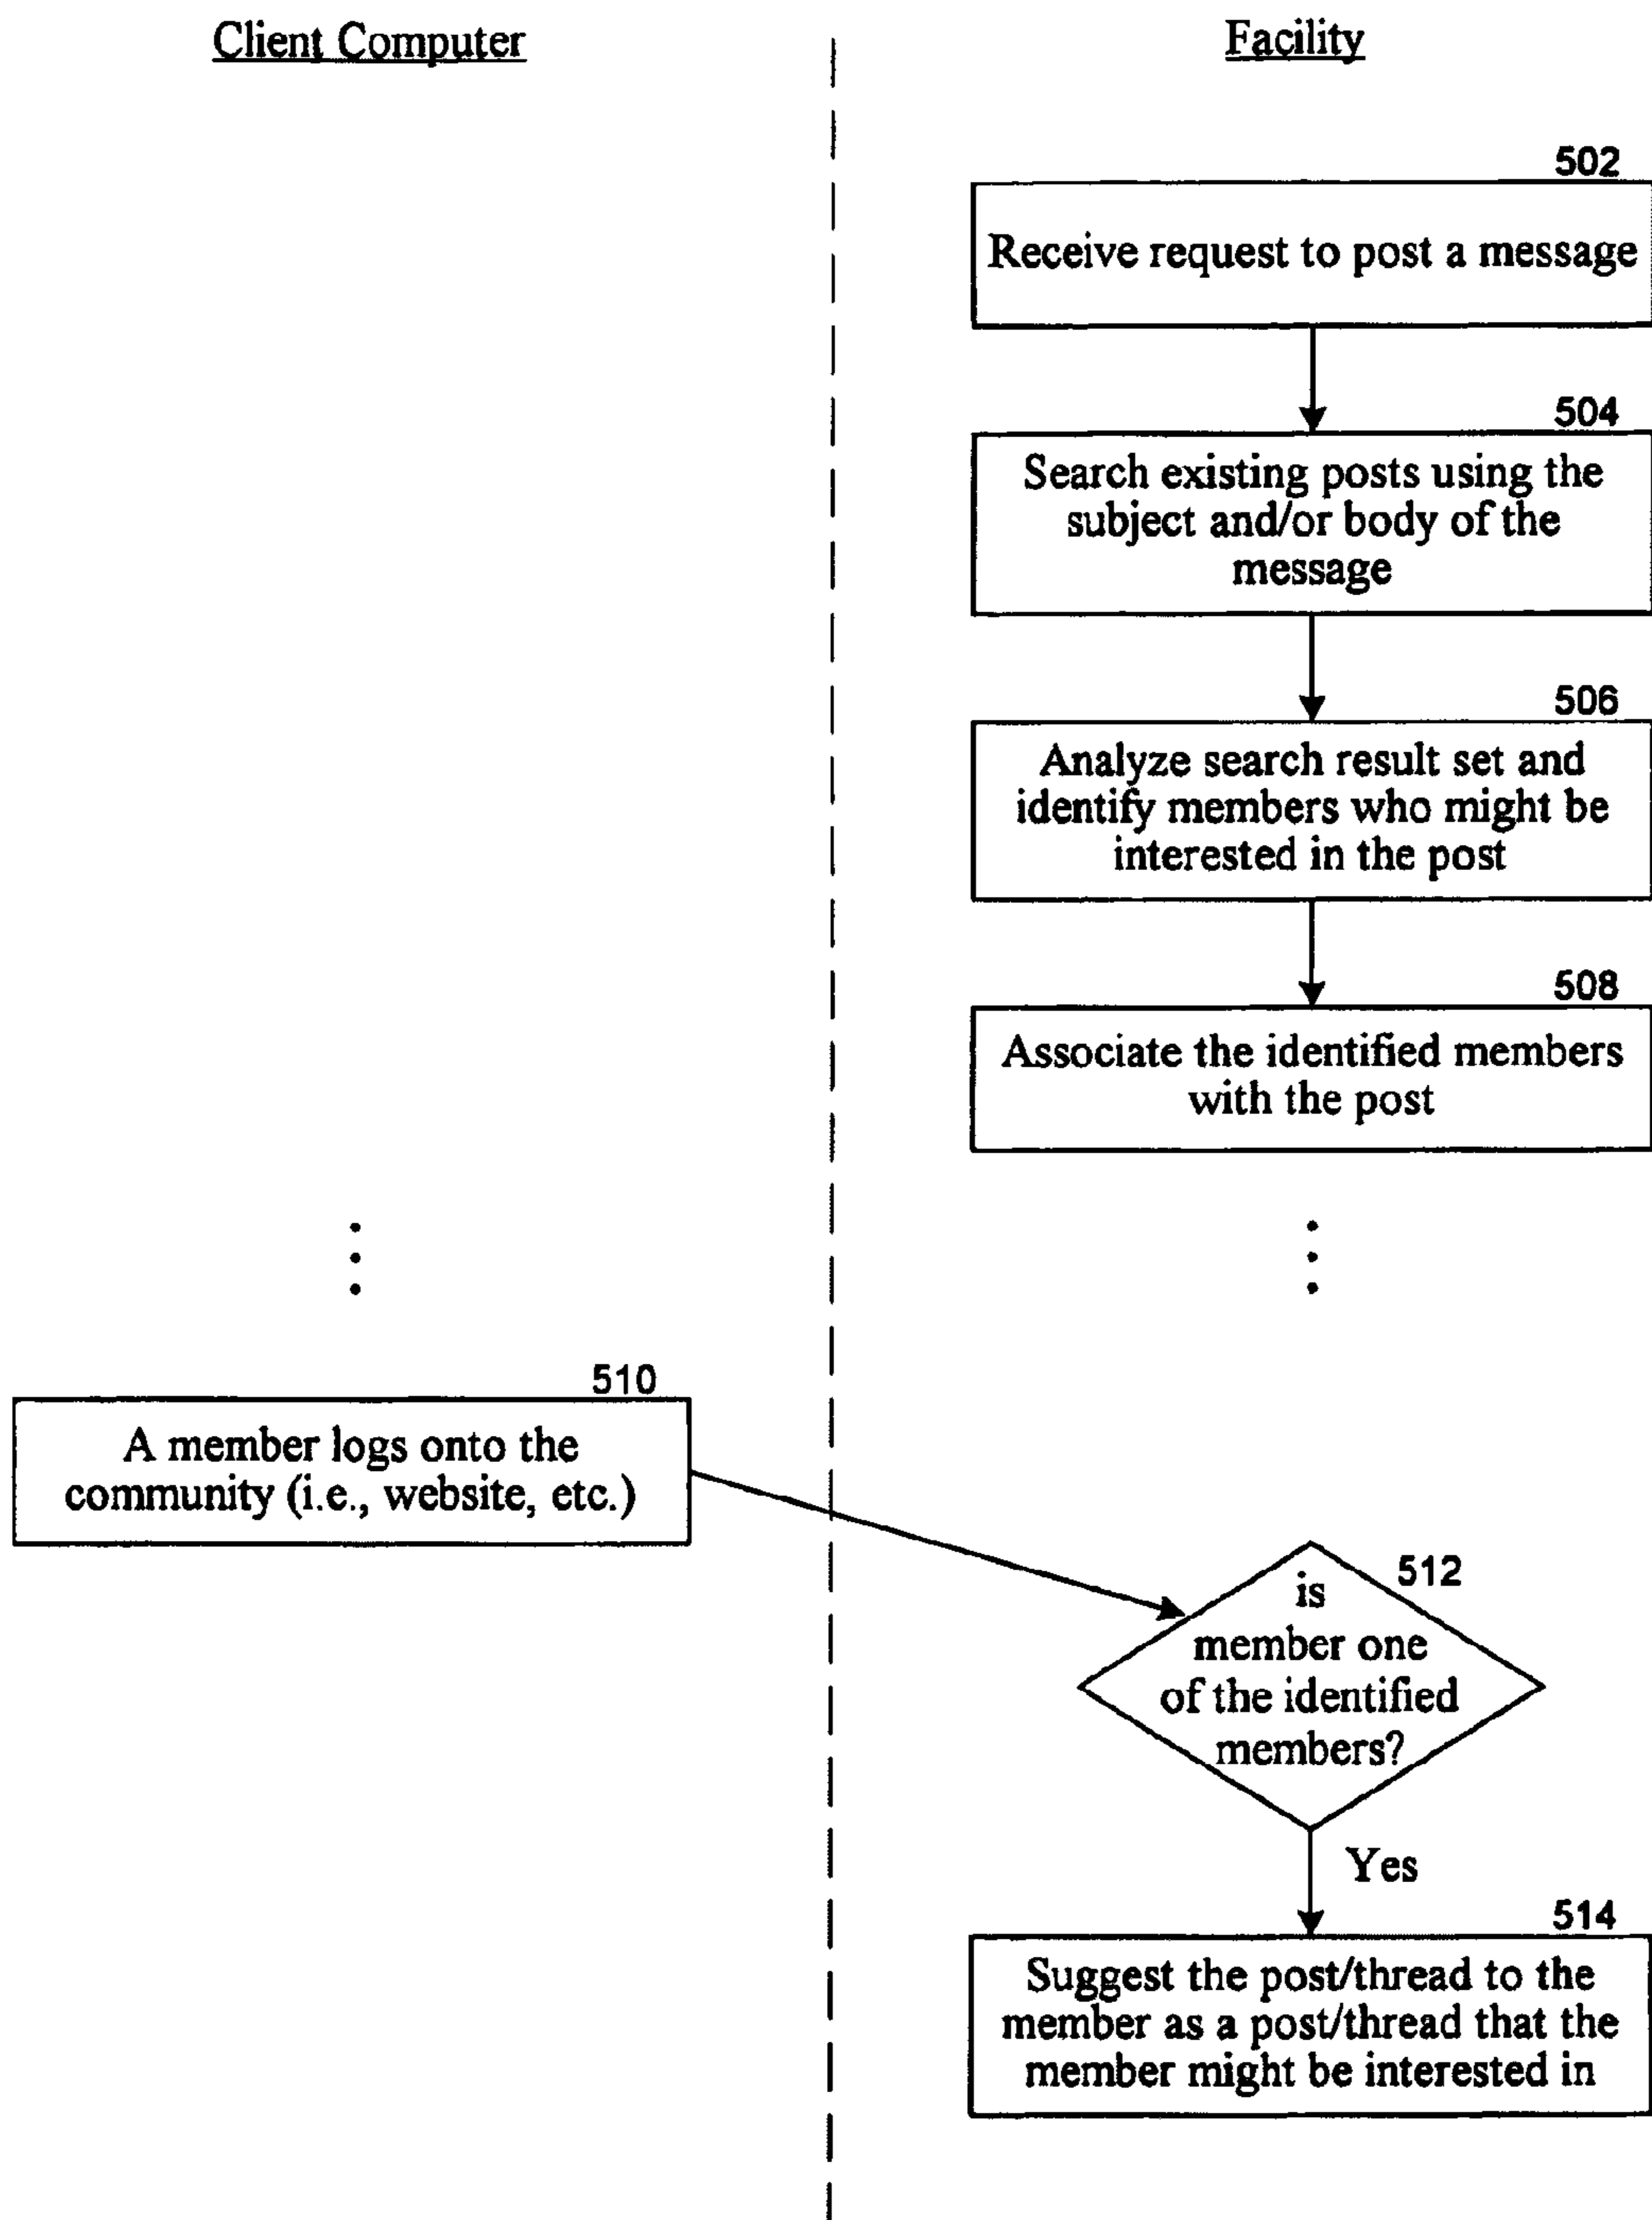 Client Computer
Facility
502
Receive request to post a message
504
Search existing posts using the
subject and/or body of the
message
506
Analyze search result set and
identify members who might be
interested in the post
508
Associate the identified members
with the post
510
A member logs onto the
community (i.e., website, etc.)
512
is
member one
of the identified
members?
Yes
514
Suggest the post/thread to the
member as a post/thread that the
member might be interested in